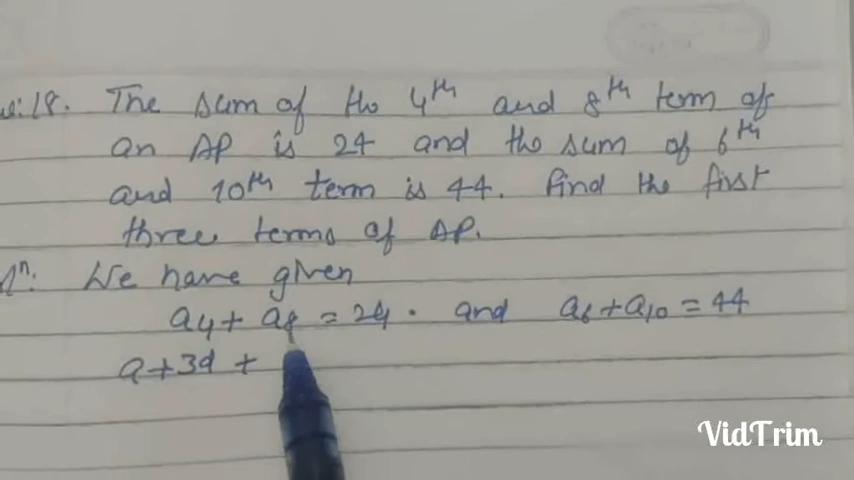 18. The sum of the 4th and 8th term of
an AP is 24 and the sum of 6th
and 10th term is 44. Find the first
three terms of AP.
We have given
a4 + a8 = 24. and a6 + a10 = 44
a + 3d +
VidTrim